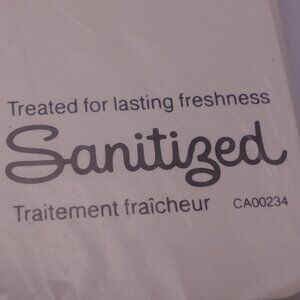 Treated for lasting freshness
Sanitized
Traitement fraîcheur CA00234